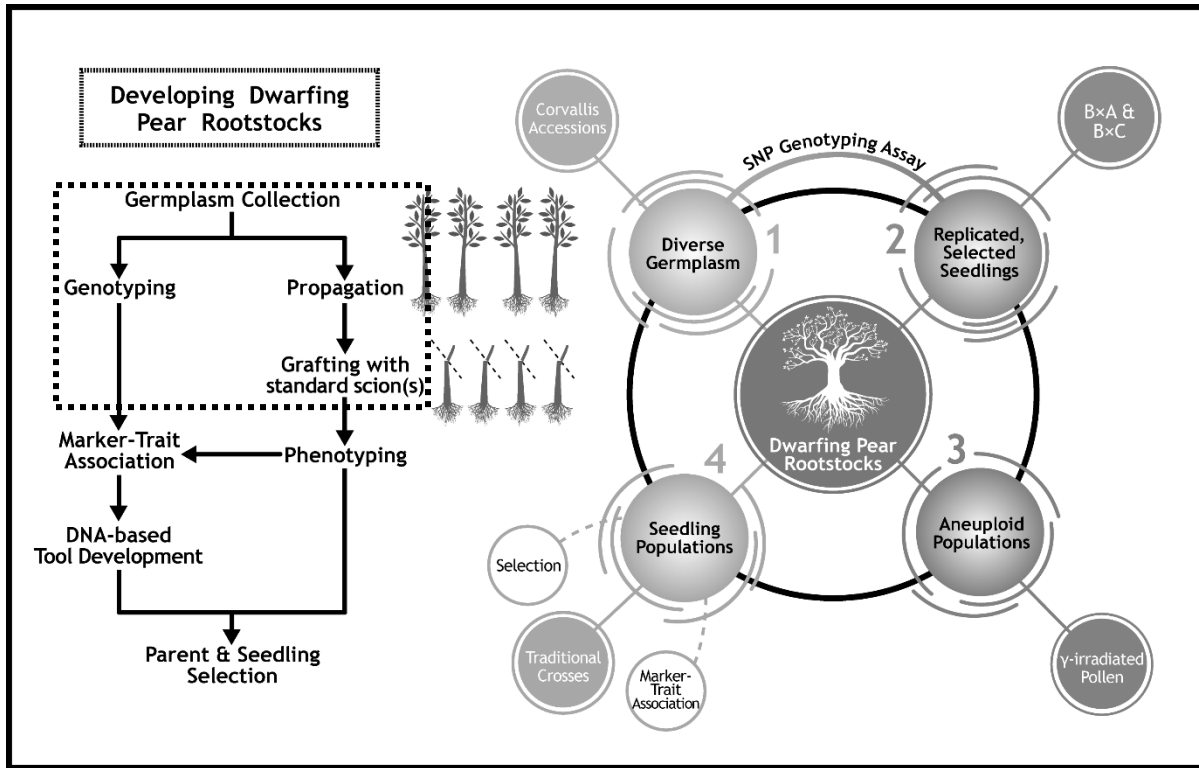 Developing Dwarfing
Pear Rootstocks
Germplasm Collection
Genotyping
Propagation
Grafting with
standard scion(s)
Marker-Trait
Association
Phenotyping
DNA-based
Tool Development
Parent & Seedling
Selection
Corvallis
Accessions
SNP Genotyping Assay
B×A &
B×C
Diverse
Germplasm
1
2
Replicated,
Selected
Seedlings
Dwarfing Pear
Rootstocks
4
3
Seedling
Populations
Aneuploid
Populations
Selection
Traditional
Crosses
Marker-
Trait
Association
γ-irradiated
Pollen